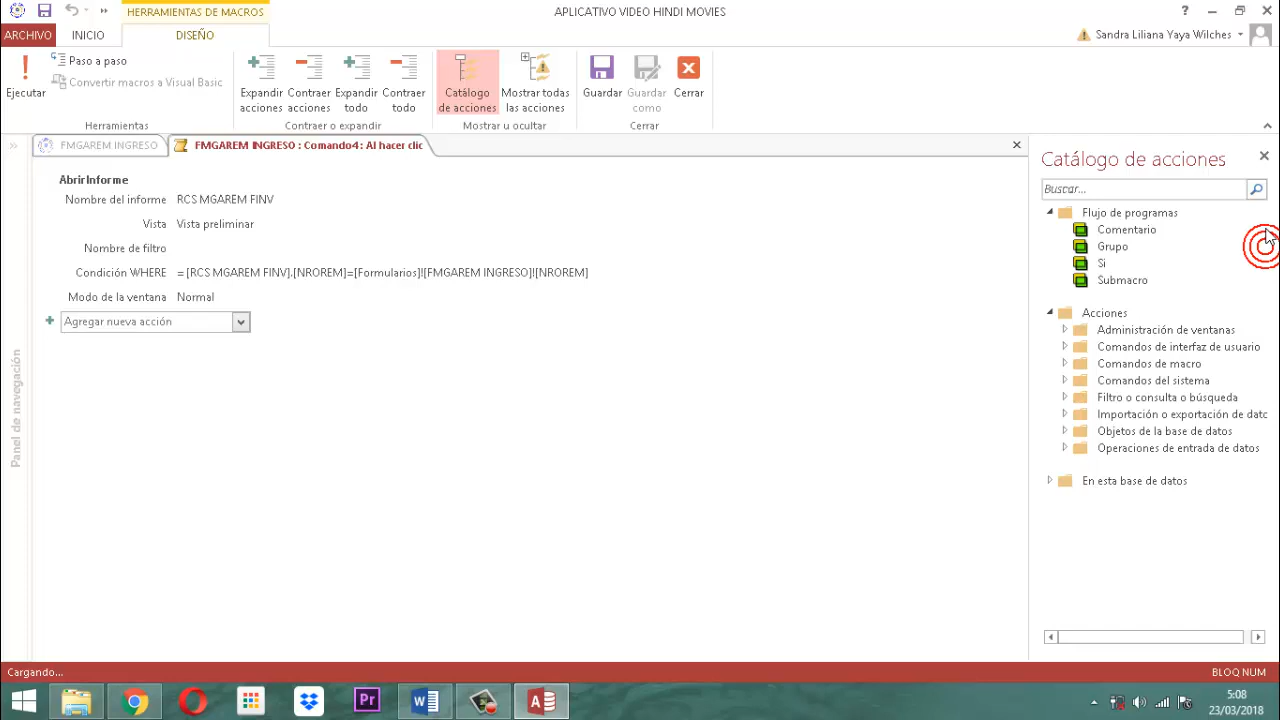 HERRAMIENTAS DE MACROS
APLICATIVO VIDEO HINDI MOVIES
?
ARCHIVO
INICIO
DISEÑO
Sandra Liliana Yaya Wilches
Ejecutar
Paso a paso
Convertir macros a Visual Basic
Herramientas
Expandir acciones
Contraer acciones
Expandir todo
Contraer todo
Contraer o expandir
Catálogo de acciones
Mostrar todas las acciones
Mostrar u ocultar
Guardar
Guardar como
Cerrar
Cerrar
FMGAREM INGRESO
FMGAREM INGRESO : Comando4 : Al hacer clic
AbrirInforme
Nombre del informe RCS MGAREM FINV
Vista Vista preliminar
Nombre de filtro
Condición WHERE = [RCS MGAREM FINV].[NROREM]=[Formularios]![FMGAREM INGRESO]![NROREM]
Modo de la ventana Normal
Agregar nueva acción
Panel de navegación
Catálogo de acciones
Buscar...
Flujo de programas
Comentario
Grupo
Si
Submacro
Acciones
Administración de ventanas
Comandos de interfaz de usuario
Comandos de macro
Comandos del sistema
Filtro o consulta o búsqueda
Importación o exportación de datc
Objetos de la base de datos
Operaciones de entrada de datos
En esta base de datos
Cargando...
BLOQ NUM
Pr
5:08
23/03/2018